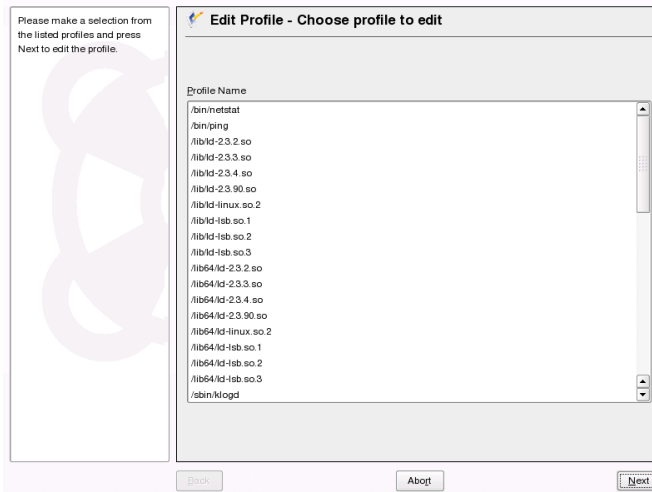 Please make a selection from
the listed profiles and press
Next to edit the profile.
Edit Profile - Choose profile to edit
Profile Name
/bin/netstat
/bin/ping
/lib/ld-2.3.2.so
/lib/ld-2.3.3.so
/lib/ld-2.3.4.so
/lib/ld-2.3.90.so
/lib/ld-linux.so.2
/lib/ld-lsb.so.1
/lib/ld-lsb.so.2
/lib/ld-lsb.so.3
/lib64/ld-2.3.2.so
/lib64/ld-2.3.3.so
/lib64/ld-2.3.4.so
/lib64/ld-2.3.90.so
/lib64/ld-linux.so.2
/lib64/ld-lsb.so.1
/lib64/ld-lsb.so.2
/lib64/ld-lsb.so.3
/sbin/klogd
Back
Abort
Next